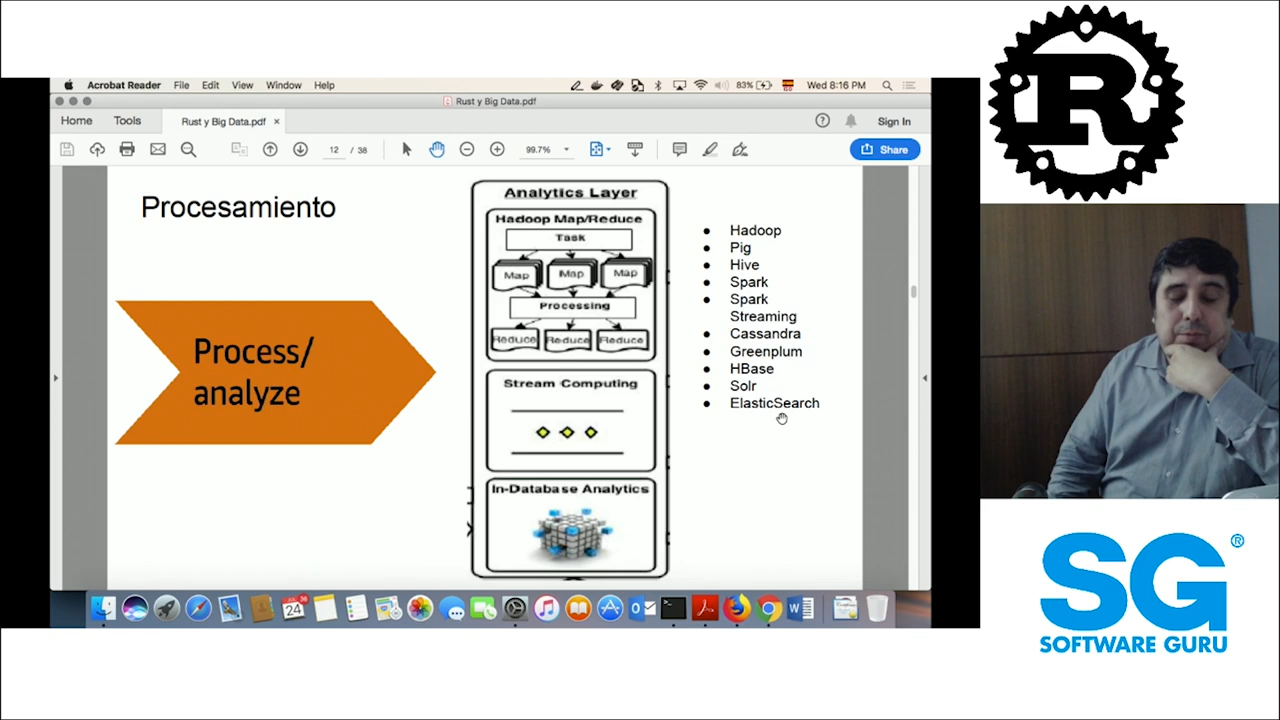 Acrobat Reader File Edit View Window Help 83% Wed 8:16 PM
Rust y Big Data.pdf
Home Tools Rust y Big Data.pdf × Sign In
12 / 38 99.7% Share
Procesamiento
Process/
analyze
Analytics Layer
Hadoop Map/Reduce
Task
Map Map Map
Processing
Reduce Reduce Reduce
Stream Computing
In-Database Analytics
• Hadoop
• Pig
• Hive
• Spark
• Spark
Streaming
• Cassandra
• Greenplum
• HBase
• Solr
• ElasticSearch
24
R
SG®
SOFTWARE GURU